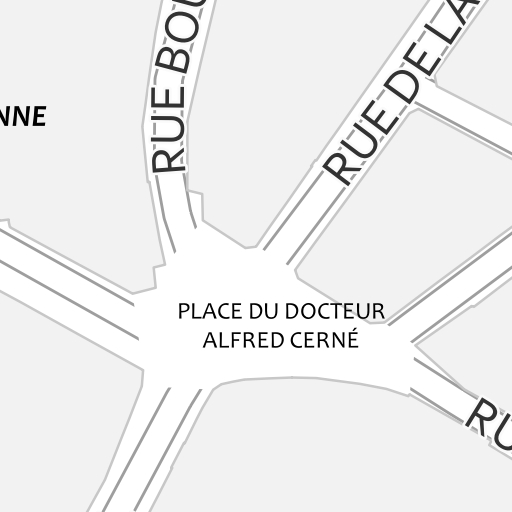 RUE BOU
RUE DE LA
NNE
PLACE DU DOCTEUR
ALFRED CERNÉ
RU